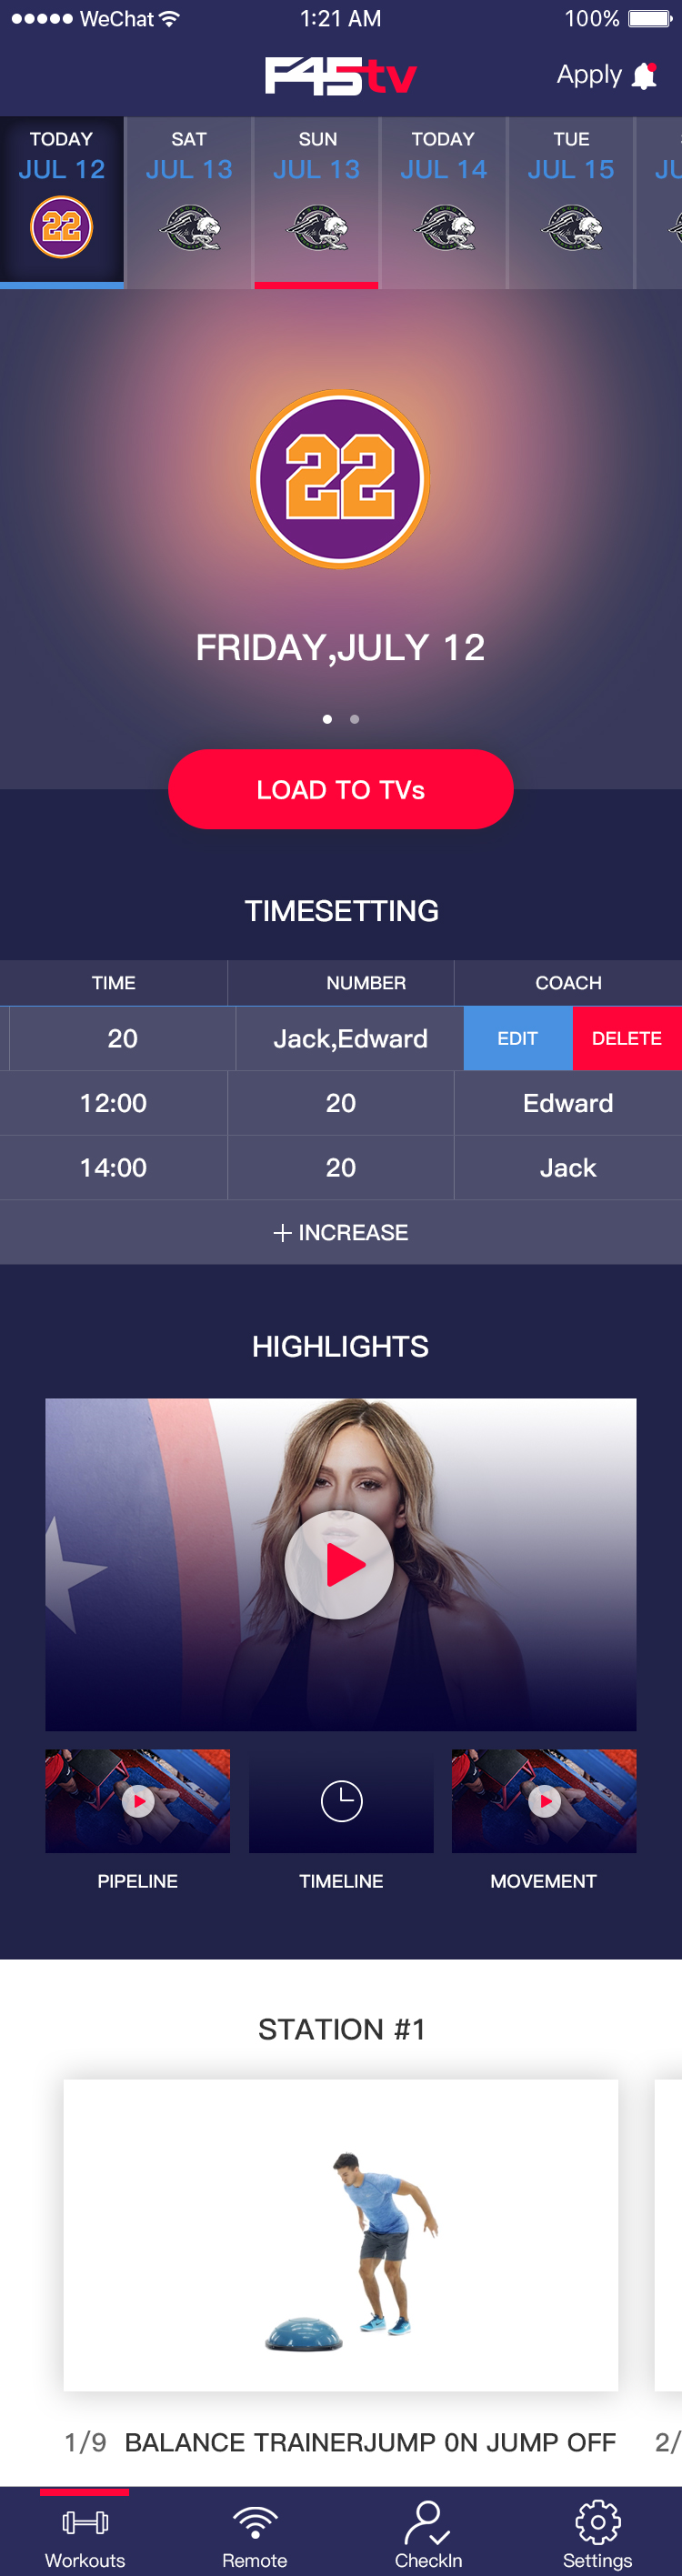 WeChat 1:21 AM 100%
F45tv Apply
TODAY SAT SUN TODAY TUE
JUL 12 JUL 13 JUL 13 JUL 14 JUL 15 JU
22
22
FRIDAY,JULY 12
LOAD TO TVs
TIMESETTING
TIME NUMBER COACH
20 Jack,Edward EDIT DELETE
12:00 20 Edward
14:00 20 Jack
+ INCREASE
HIGHLIGHTS
PIPELINE TIMELINE MOVEMENT
STATION #1
1/9 BALANCE TRAINERJUMP 0N JUMP OFF 2/
Workouts Remote CheckIn Settings